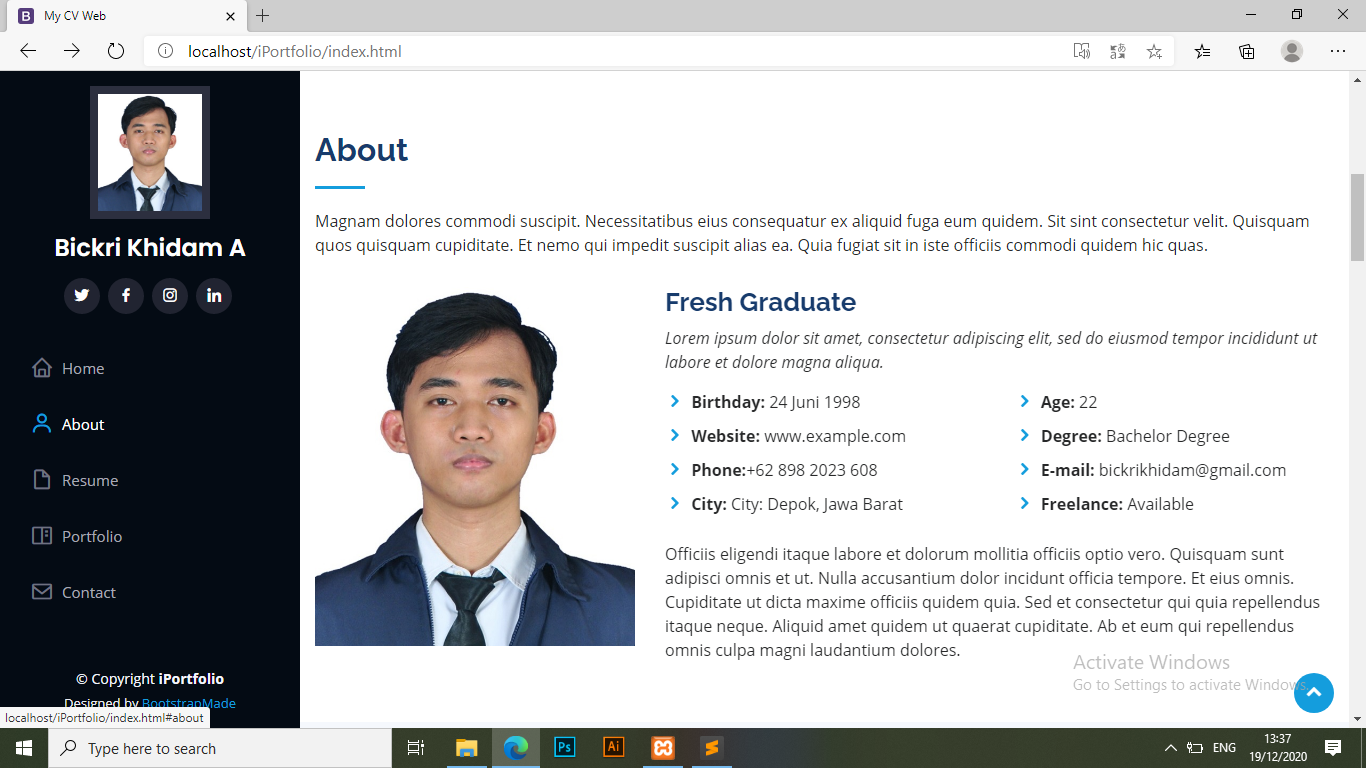 My CV Web
localhost/iPortfolio/index.html
Bickri Khidam A
Home
About
Resume
Portfolio
Contact
© Copyright iPortfolio
Designed by BootstrapMade
localhost/iPortfolio/index.html#about
About
Magnam dolores commodi suscipit. Necessitatibus eius consequatur ex aliquid fuga eum quidem. Sit sint consectetur velit. Quisquam
quos quisquam cupiditate. Et nemo qui impedit suscipit alias ea. Quia fugiat sit in iste officiis commodi quidem hic quas.
Fresh Graduate
Lorem ipsum dolor sit amet, consectetur adipiscing elit, sed do eiusmod tempor incididunt ut
labore et dolore magna aliqua.
Birthday: 24 Juni 1998
Age: 22
Website: www.example.com
Degree: Bachelor Degree
Phone:+62 898 2023 608
E-mail: bickrikhidam@gmail.com
City: City: Depok, Jawa Barat
Freelance: Available
Officiis eligendi itaque labore et dolorum mollitia officiis optio vero. Quisquam sunt
adipisci omnis et ut. Nulla accusantium dolor incidunt officia tempore. Et eius omnis.
Cupiditate ut dicta maxime officiis quidem quia. Sed et consectetur qui quia repellendus
itaque neque. Aliquid amet quidem ut quaerat cupiditate. Ab et eum qui repellendus
omnis culpa magni laudantium dolores.
Activate Windows
Go to Settings to activate Windows.
Type here to search
Ps
Ai
ENG
13:37
19/12/2020